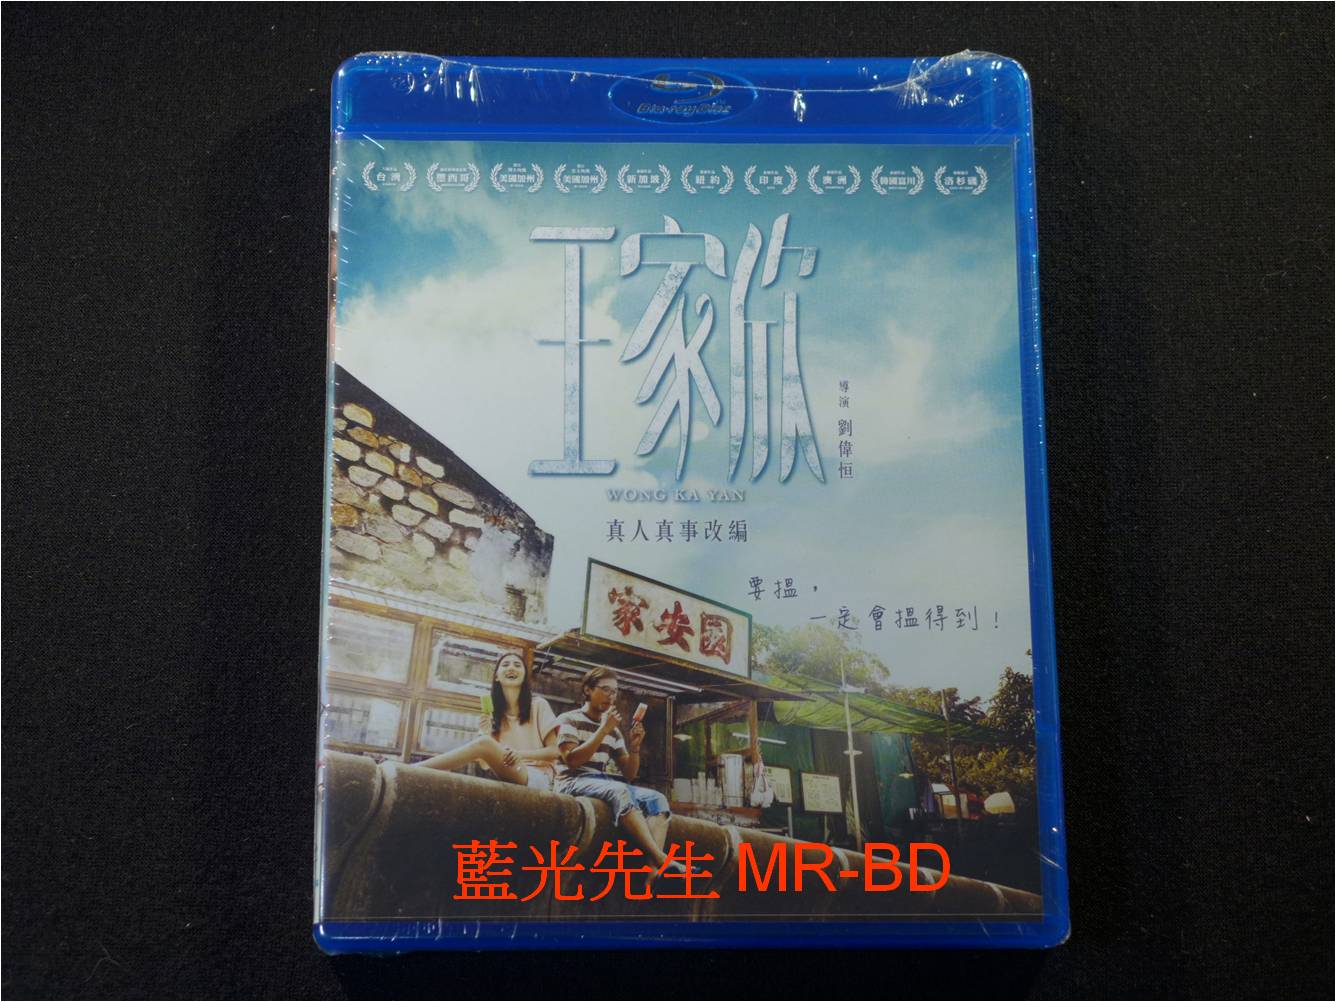 Blu-ray Disc
台灣
墨西哥
美國加州
美國加州
新加坡
紐約
印度
澳洲
韓國富川
洛杉磯
王家欣
導演 劉偉恒
WONG KA YAN
真人真事改編
要搵，
一定會搵得到！
家安園
藍光先生 MR-BD